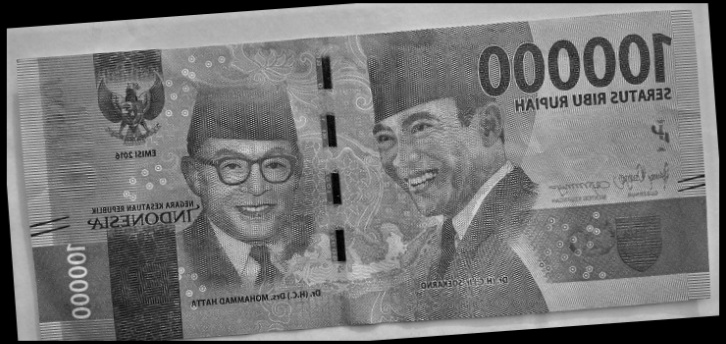 100000
SERATUS RIBU RUPIAH
EMISI 2016
NEGARA KESATUAN REPUBLIK
INDONESIA
100000
Dr. (H.C.) Drs. MOHAMMAD HATTA
Dr. (H.C.) Ir. SOEKARNO